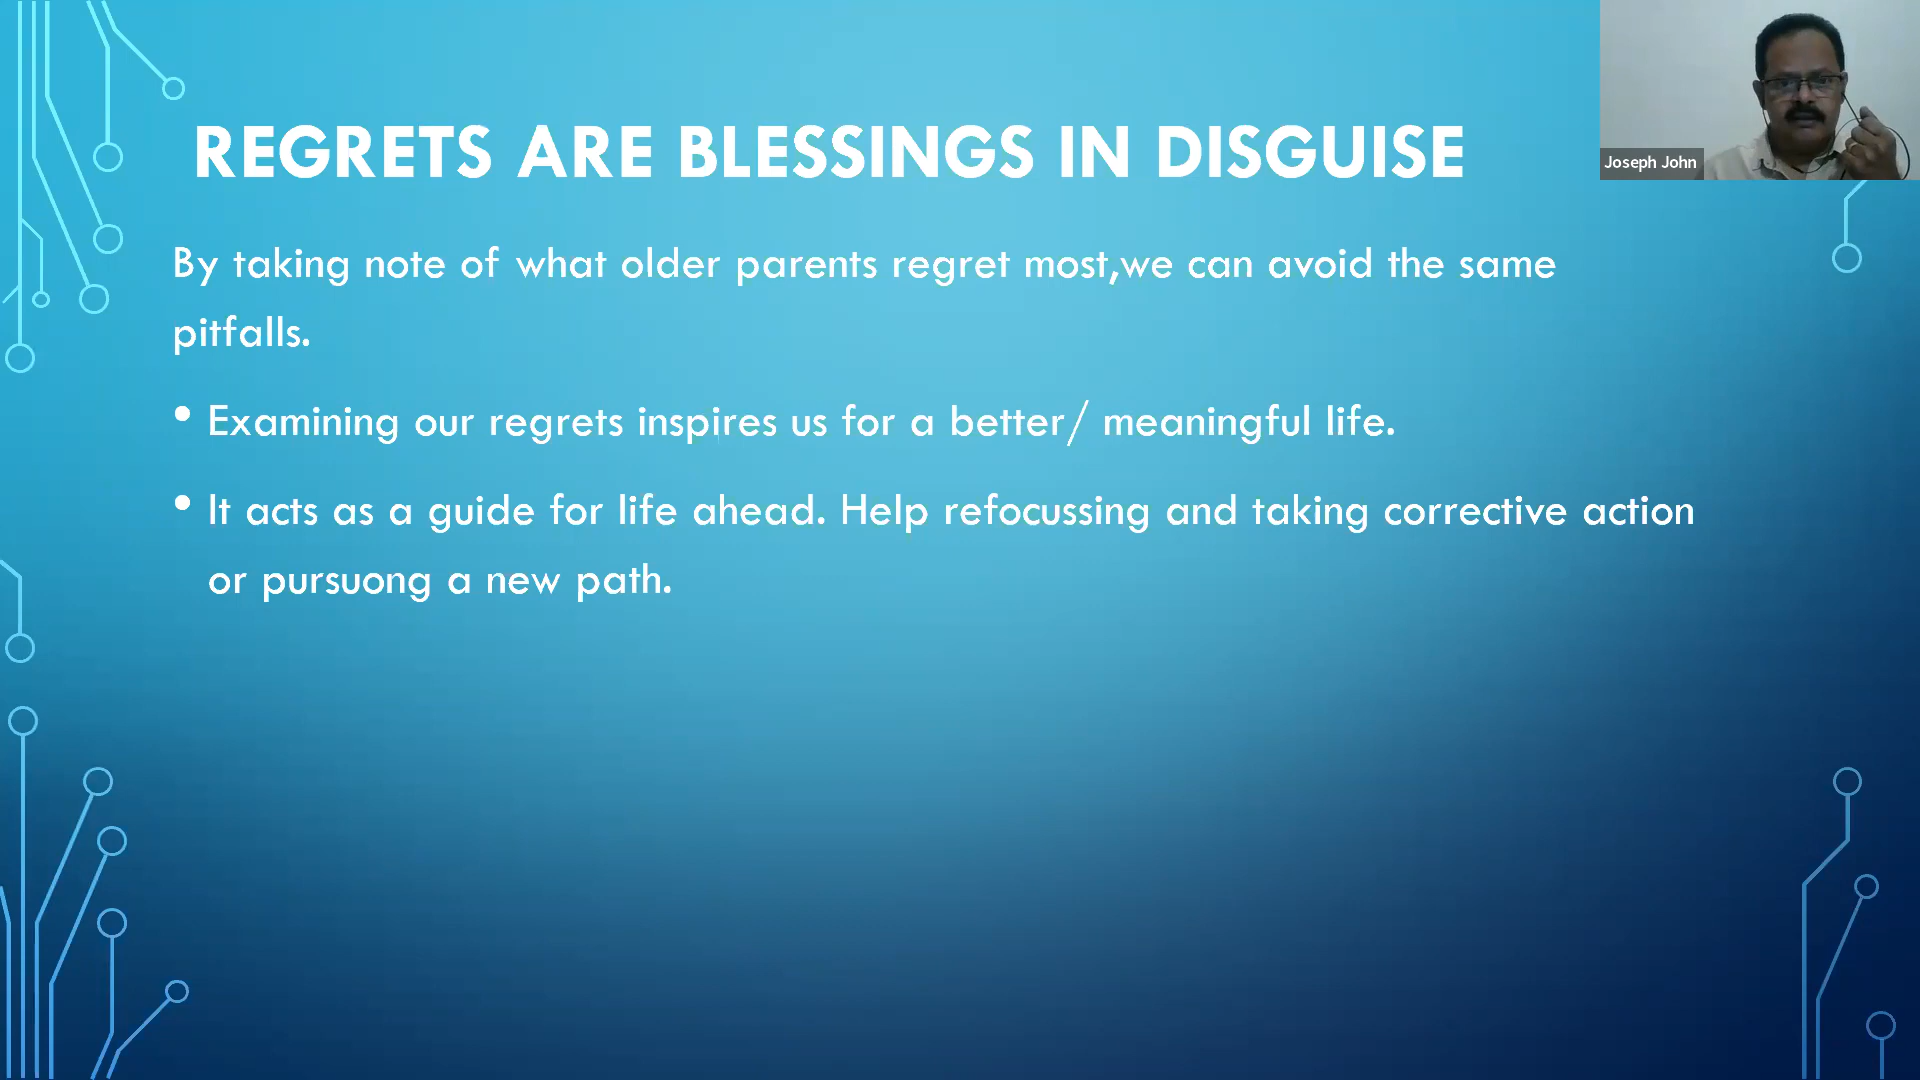 REGRETS ARE BLESSINGS IN DISGUISE
Joseph John
By taking note of what older parents regret most,we can avoid the same
pitfalls.
• Examining our regrets inspires us for a better/ meaningful life.
• It acts as a guide for life ahead. Help refocussing and taking corrective action
or pursuong a new path.